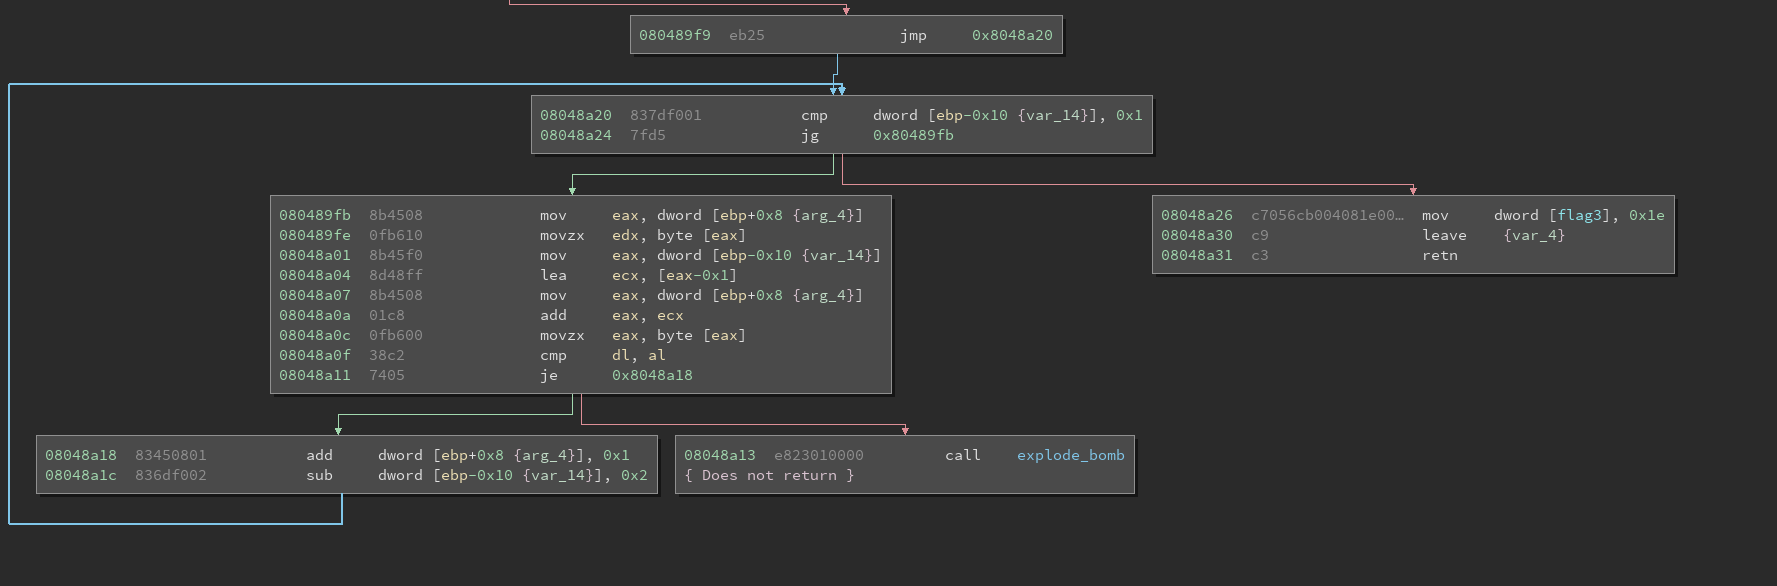 080489f9 eb25 jmp 0x8048a20
08048a20 837df001 cmp dword [ebp-0x10 {var_14}], 0x1
08048a24 7fd5 jg 0x80489fb
080489fb 8b4508 mov eax, dword [ebp+0x8 {arg_4}]
080489fe 0fb610 movzx edx, byte [eax]
08048a01 8b45f0 mov eax, dword [ebp-0x10 {var_14}]
08048a04 8d48ff lea ecx, [eax-0x1]
08048a07 8b4508 mov eax, dword [ebp+0x8 {arg_4}]
08048a0a 01c8 add eax, ecx
08048a0c 0fb600 movzx eax, byte [eax]
08048a0f 38c2 cmp dl, al
08048a11 7405 je 0x8048a18
08048a26 c7056cb004081e00… mov dword [flag3], 0x1e
08048a30 c9 leave {var_4}
08048a31 c3 retn
08048a18 83450801 add dword [ebp+0x8 {arg_4}], 0x1
08048a1c 836df002 sub dword [ebp-0x10 {var_14}], 0x2
08048a13 e823010000 call explode_bomb
{ Does not return }